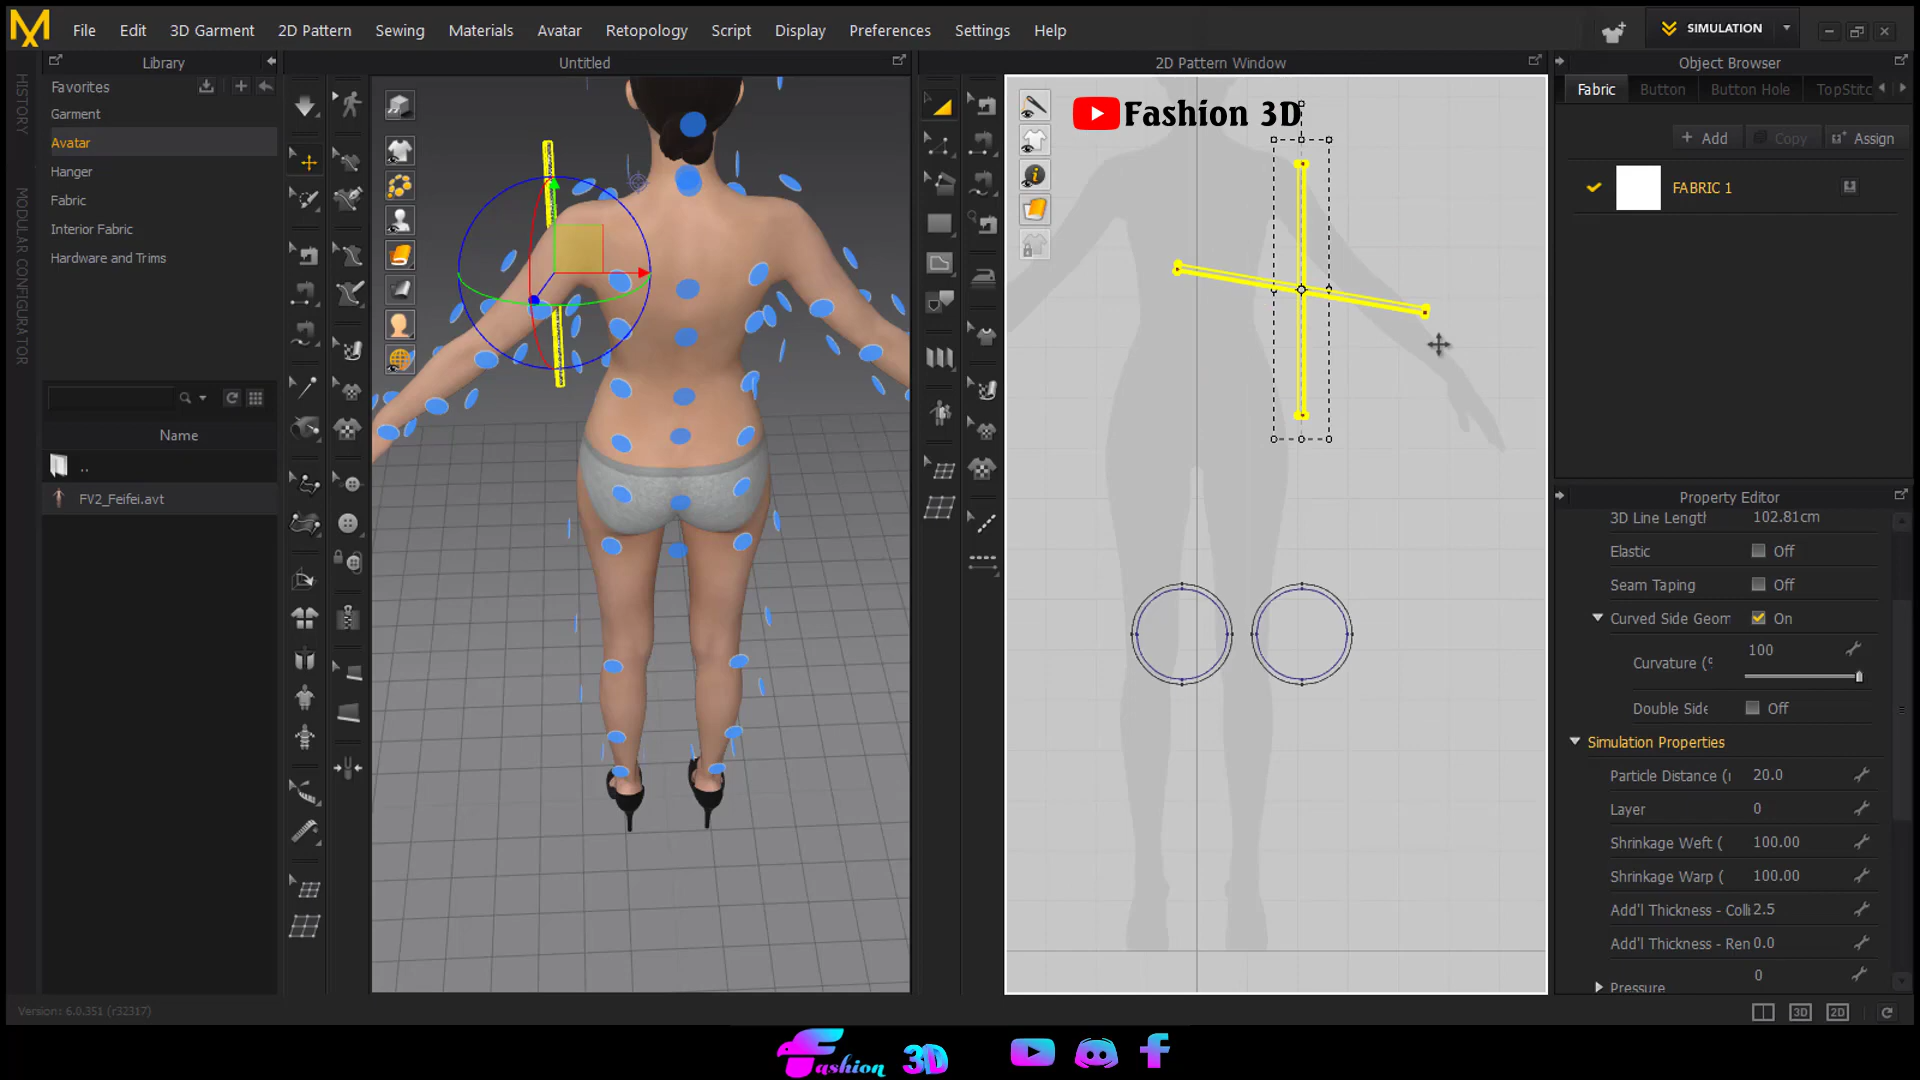 File Edit 3D Garment 2D Pattern Sewing Materials Avatar Retopology Script Display Preferences Settings Help SIMULATION
Library Untitled 2D Pattern Window Object Browser
HISTORY
MODULAR CONFIGURATOR
Favorites
Garment
Avatar
Hanger
Fabric
Interior Fabric
Hardware and Trims
Name
..
FV2_Feifei.avt
Fashion 3D
Fabric Button Button Hole TopStitc
+ Add Copy Assign
FABRIC 1
Property Editor
3D Line Length 102.81cm
Elastic Off
Seam Taping Off
Curved Side Geom On
Curvature (° 100
Double Side Off
Simulation Properties
Particle Distance (r 20.0
Layer 0
Shrinkage Weft ( 100.00
Shrinkage Warp ( 100.00
Add'l Thickness - Colli 2.5
Add'l Thickness - Ren 0.0
Pressure 0
Version: 6.0.351 (r32317)
3D 2D
Fashion 3D